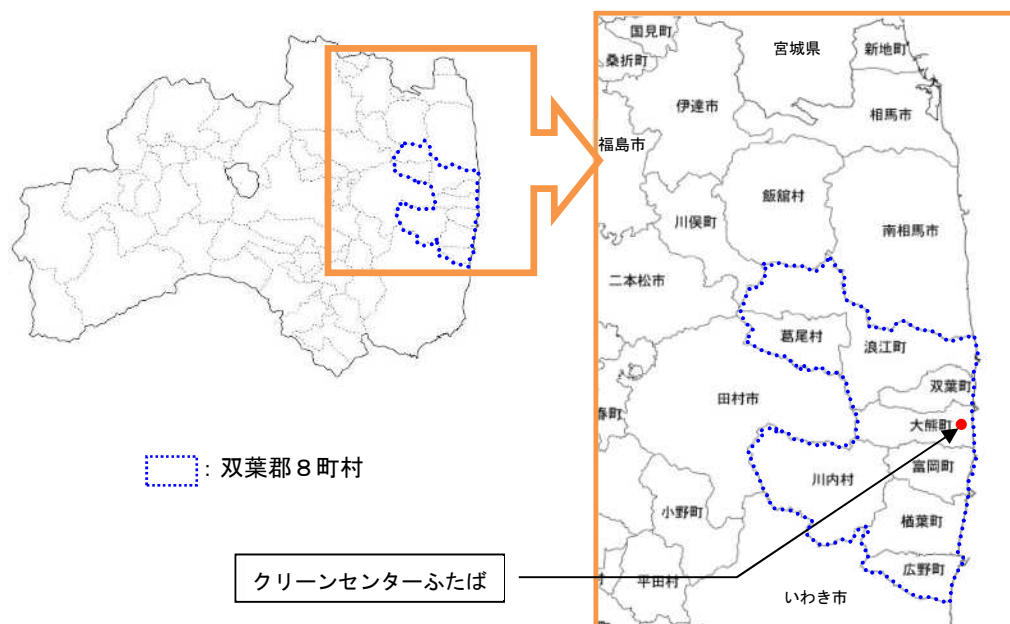 国見町
桑折町
宮城県
新地町
伊達市
相馬市
福島市
飯舘村
川俣町
南相馬市
二本松市
葛尾村
浪江町
双葉町
田村市
春町
大熊町
富岡町
川内村
小野町
楢葉町
広野町
平田村
いわき市
：双葉郡８町村
クリーンセンターふたば